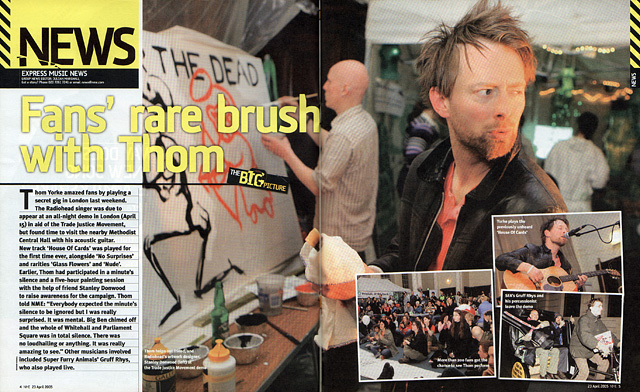 NEWS
EXPRESS MUSIC NEWS
R THE DEAD
Fans' rare brush
with Thom
THE BIG PICTURE
Thom Yorke amazed fans by playing a
secret gig in London last weekend.
The Radiohead singer was due to
appear at an all-night demo in London (April
15) in aid of the Trade Justice Movement,
but found time to visit the nearby Methodist
Central Hall with his acoustic guitar.
New track 'House Of Cards' was played for
the first time ever, alongside 'No Surprises'
and rarities 'Glass Flowers' and 'Nude'.
Earlier, Thom had participated in a minute's
silence and a five-hour painting session
with the help of friend Stanley Donwood
to raise awareness for the campaign. Thom
told NME: "Everybody expected the minute's
silence to be ignored but I was really
surprised. It was mental. Big Ben chimed off
and the whole of Whitehall and Parliament
Square was in total silence. There was
no loudhailing or anything. It was really
amazing to see." Other musicians involved
included Super Furry Animals' Gruff Rhys,
who also played live.
the Trade Justice Movement demo
Yorke plays the
previously unheard
'House Of Cards'
SFA's Gruff Rhys and
his percussionist
leave the demo
More than 200 fans got the
chance to see Thom perform
NEWS
23 April 2005
23 April 2005